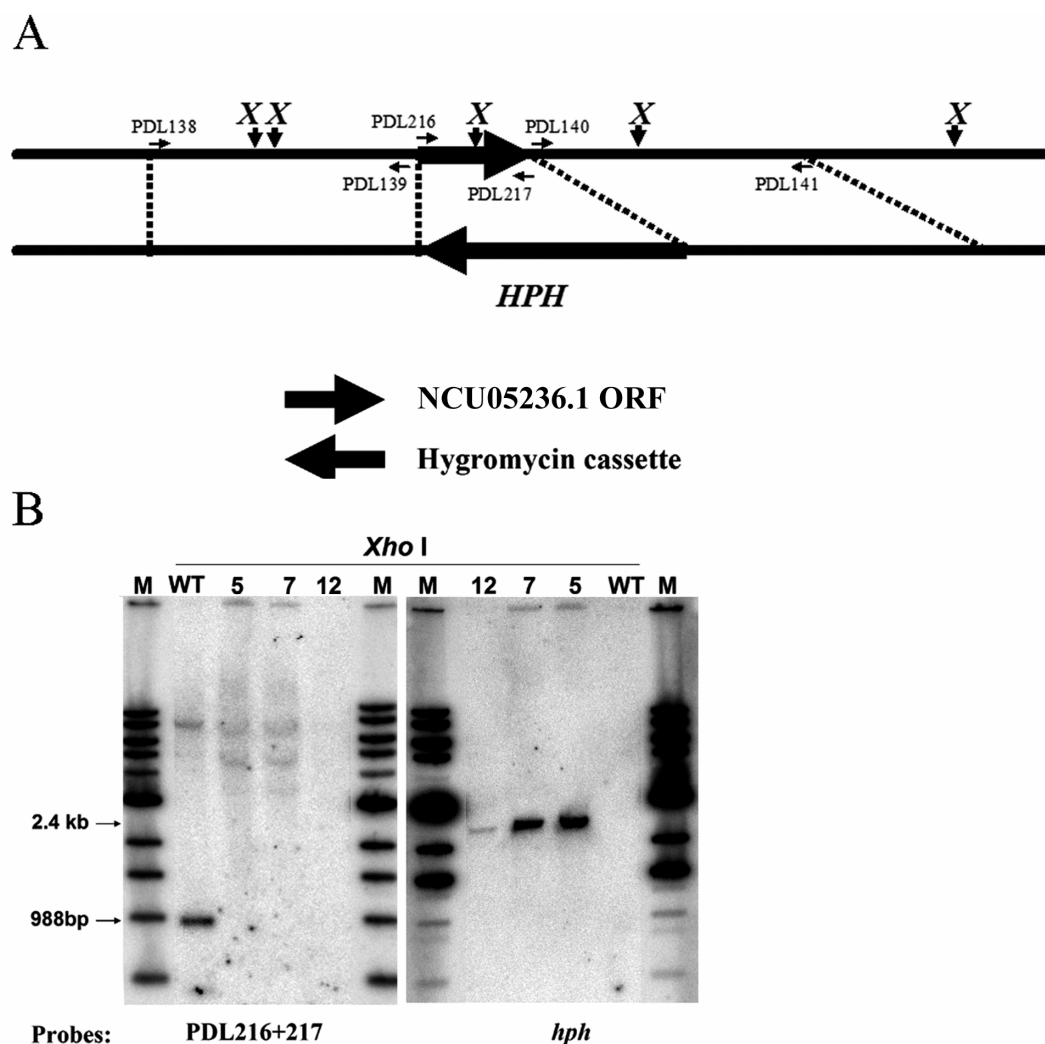 A
X X X X X
PDL138 PDL216 PDL140
PDL139 PDL217 PDL141
HPH
NCU05236.1 ORF
Hygromycin cassette
B
Xho I
M WT 5 7 12 M M 12 7 5 WT M
2.4 kb
988bp
Probes: PDL216+217 hph